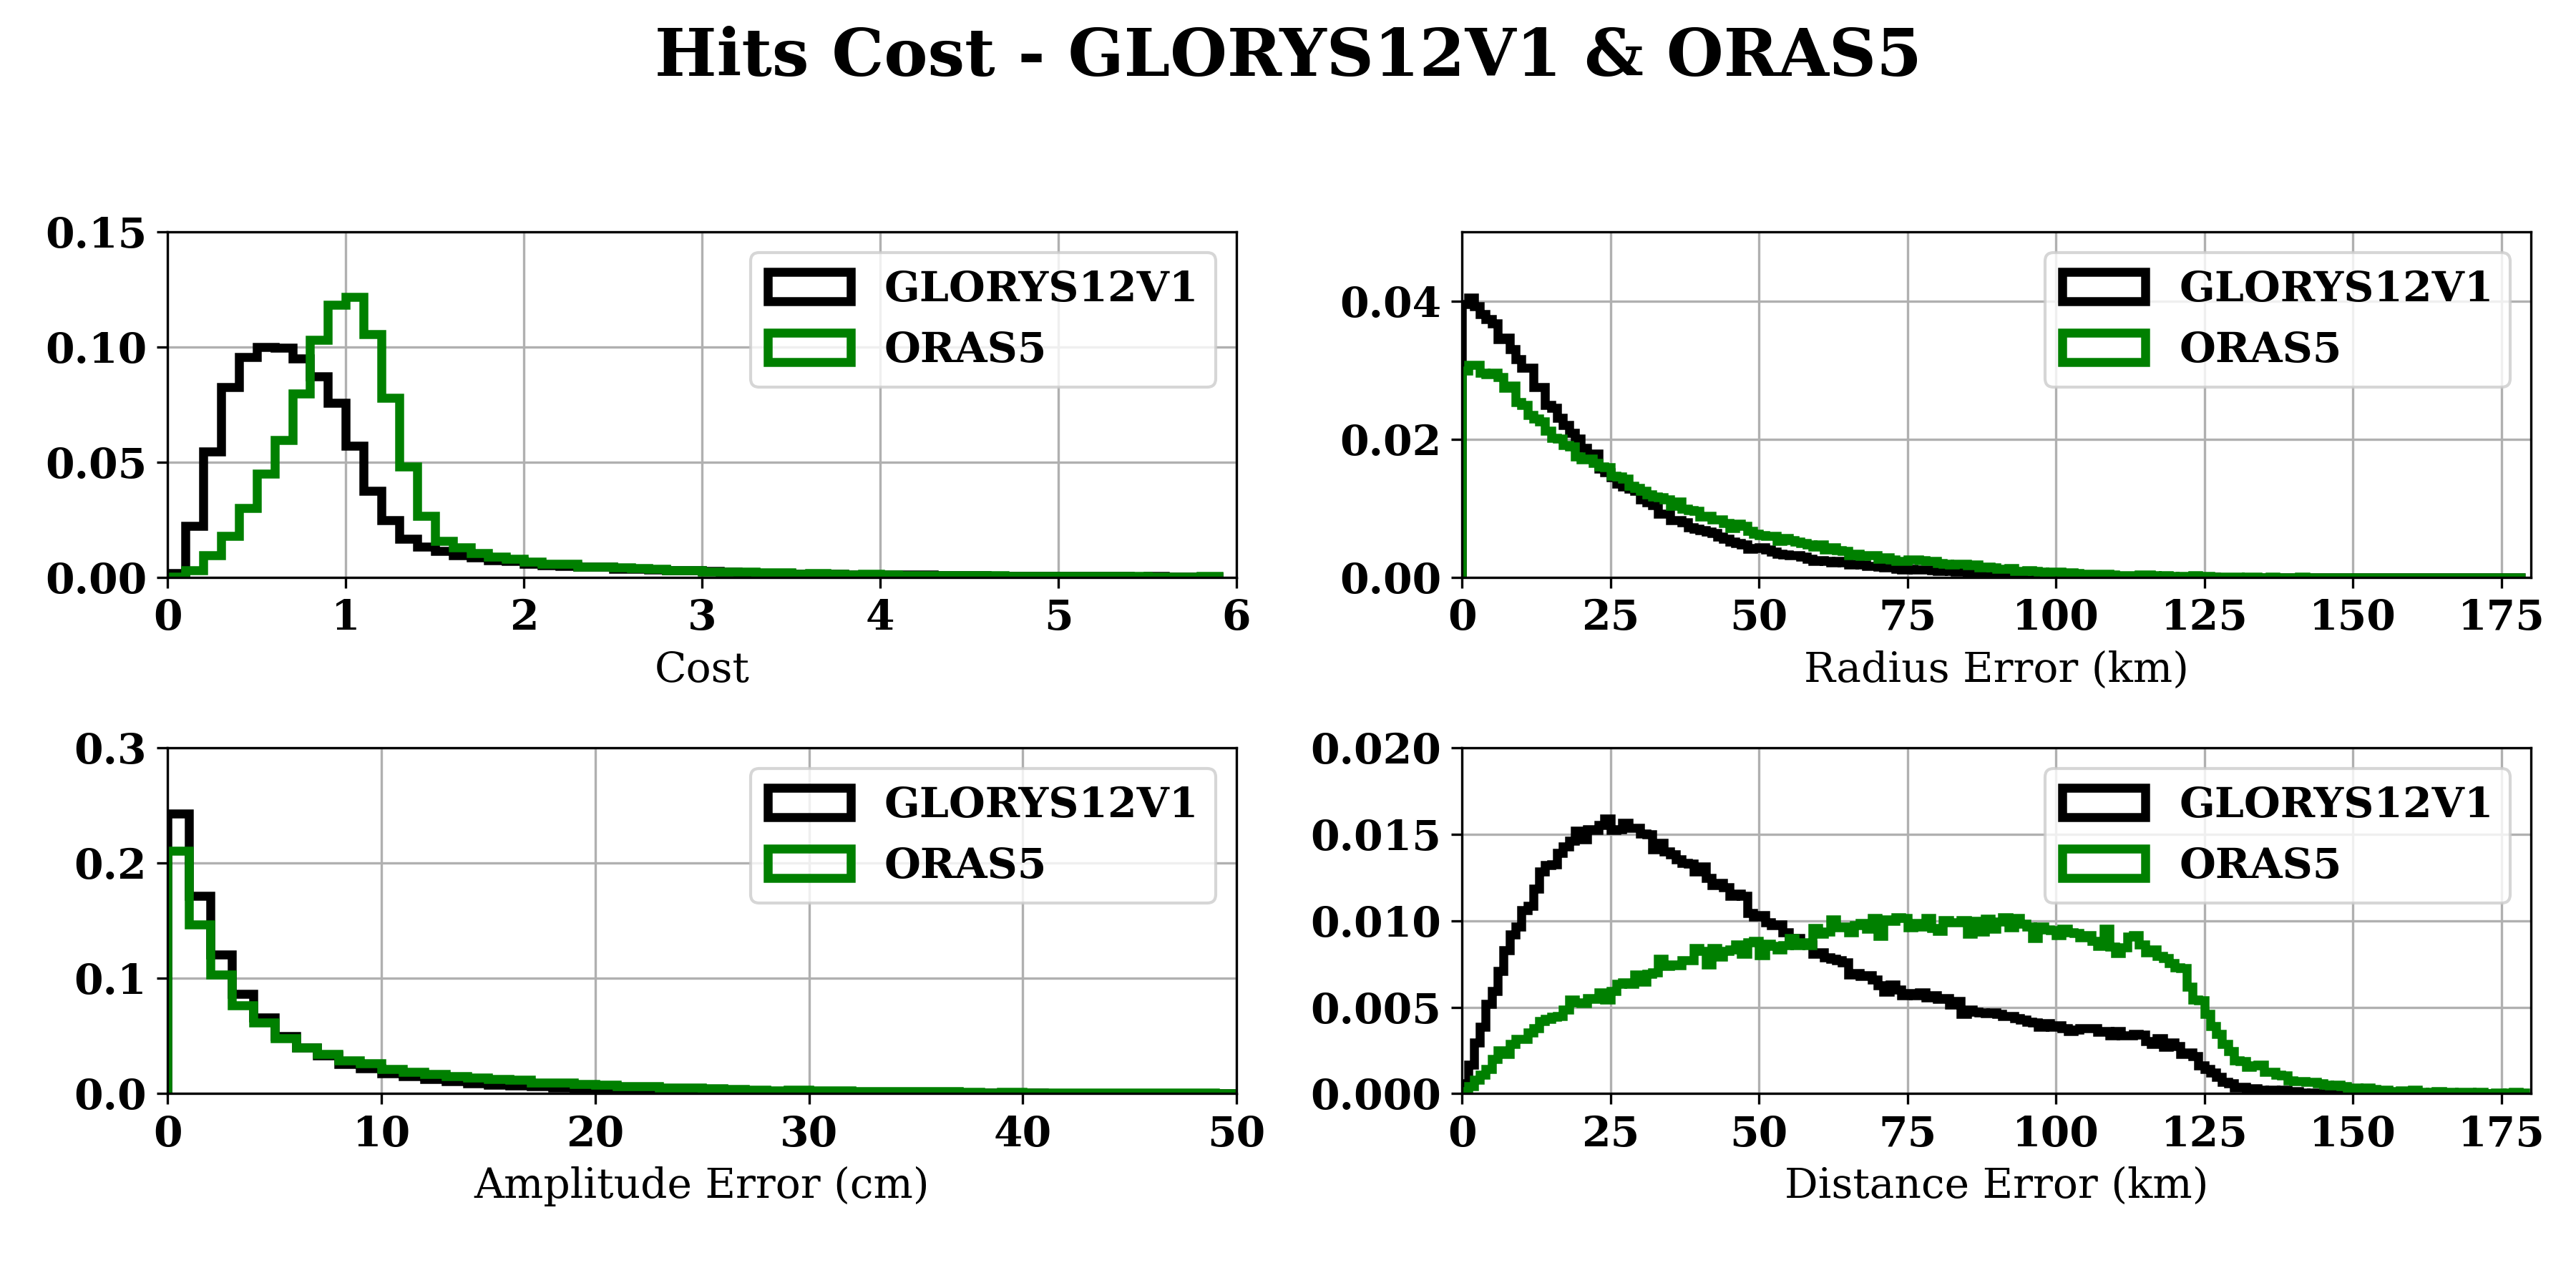 Hits Cost - GLORYS12V1 & ORAS5
0.15
0.10
0.05
0.00
GLORYS12V1
ORAS5
0 1 2 3 4 5 6
Cost
0.04
0.02
0.00
GLORYS12V1
ORAS5
0 25 50 75 100 125 150 175
Radius Error (km)
0.3
0.2
0.1
0.0
GLORYS12V1
ORAS5
0 10 20 30 40 50
Amplitude Error (cm)
0.020
0.015
0.010
0.005
0.000
GLORYS12V1
ORAS5
0 25 50 75 100 125 150 175
Distance Error (km)